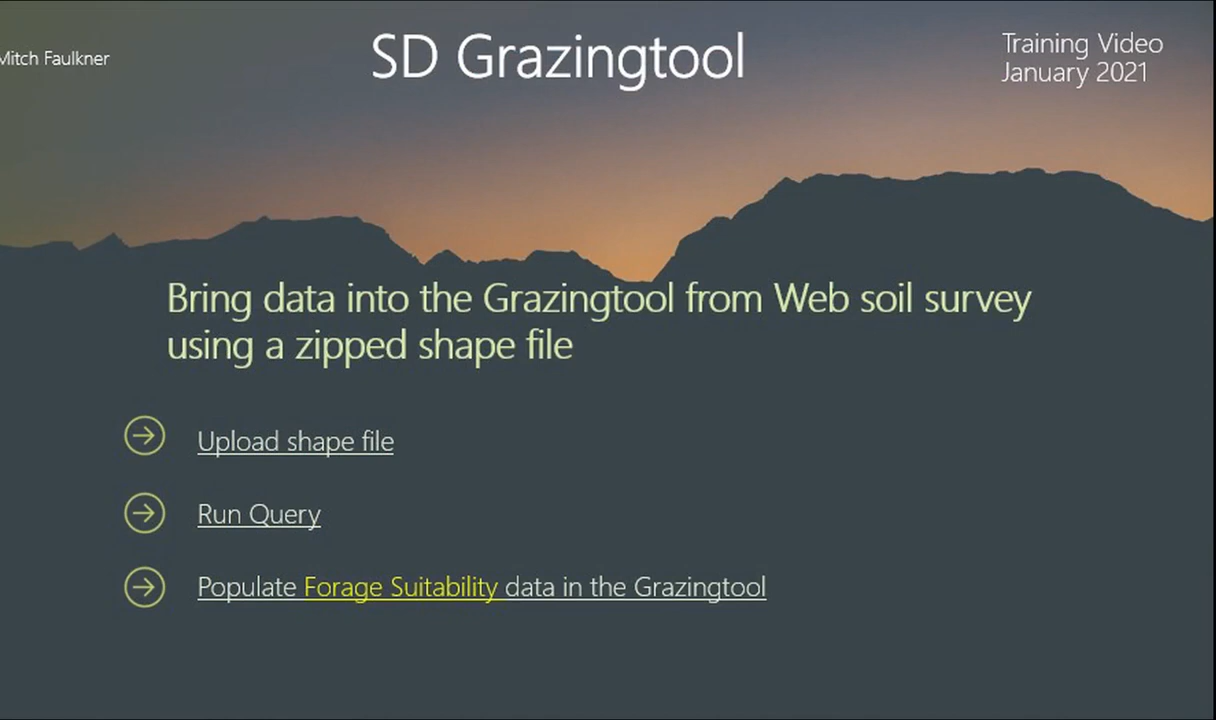 Mitch Faulkner
SD Grazingtool
Training Video
January 2021
Bring data into the Grazingtool from Web soil survey
using a zipped shape file
Upload shape file
Run Query
Populate Forage Suitability data in the Grazingtool